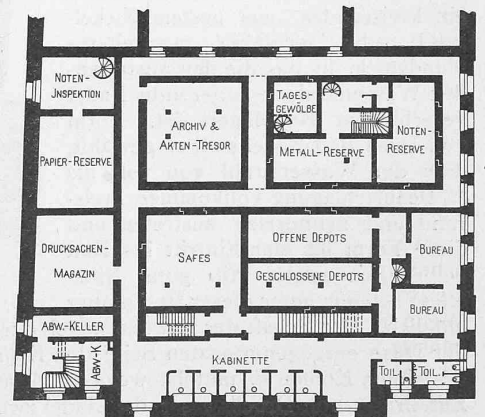 NOTEN-
JNSPEKTION
PAPIER-RESERVE
DRUCKSACHEN-
MAGAZIN
ABW.-KELLER
ABW-K
ARCHIV &
AKTEN-TRESOR
TAGES-
GEWÖLBE
METALL-RESERVE
NOTEN-
RESERVE
SAFES
OFFENE DEPOTS
GESCHLOSSENE DEPOTS
BUREAU
BUREAU
KABINETTE
TOIL.
TOIL.